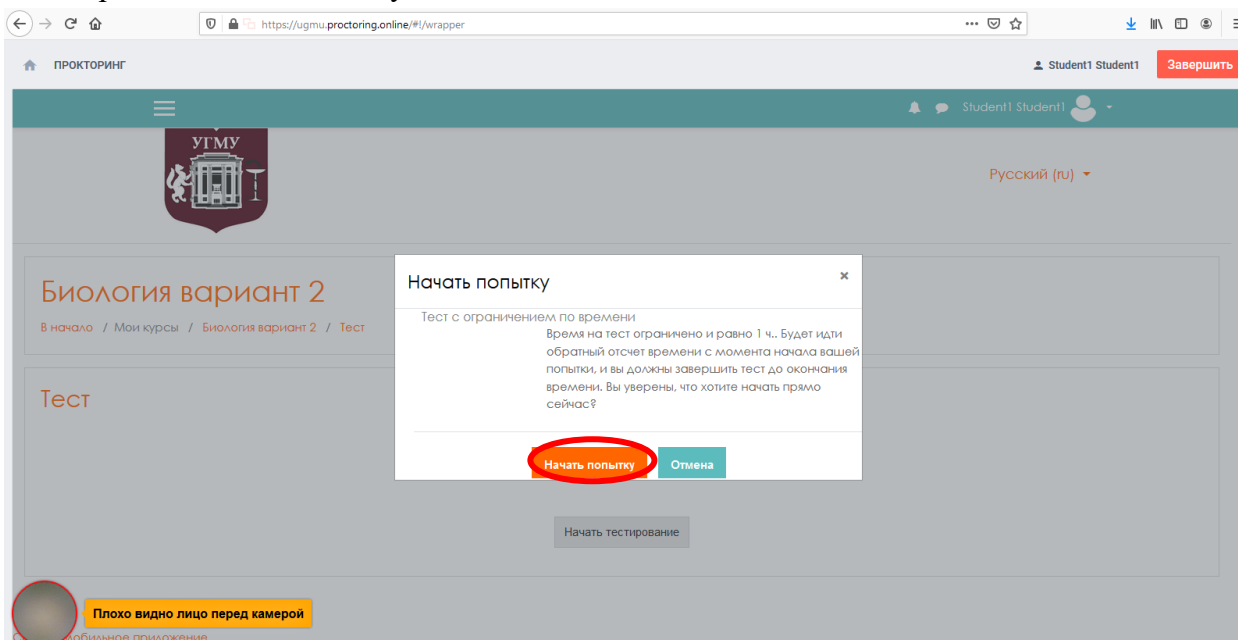 https://ugmu.proctoring.online/#!/wrapper
ПРОКТОРИНГ
Student1 Student1
Завершить
Student1 Student1
УГМУ
Русский (ru)
Биология вариант 2
В начало / Мои курсы / Биология вариант 2 / Тест
Тест
Начать попытку
×
Тест с ограничением по времени
Время на тест ограничено и равно 1 ч.. Будет идти
обратный отсчет времени с момента начала вашей
попытки, и вы должны завершить тест до окончания
времени. Вы уверены, что хотите начать прямо
сейчас?
Начать попытку
Отмена
Начать тестирование
Плохо видно лицо перед камерой
мобильное приложение